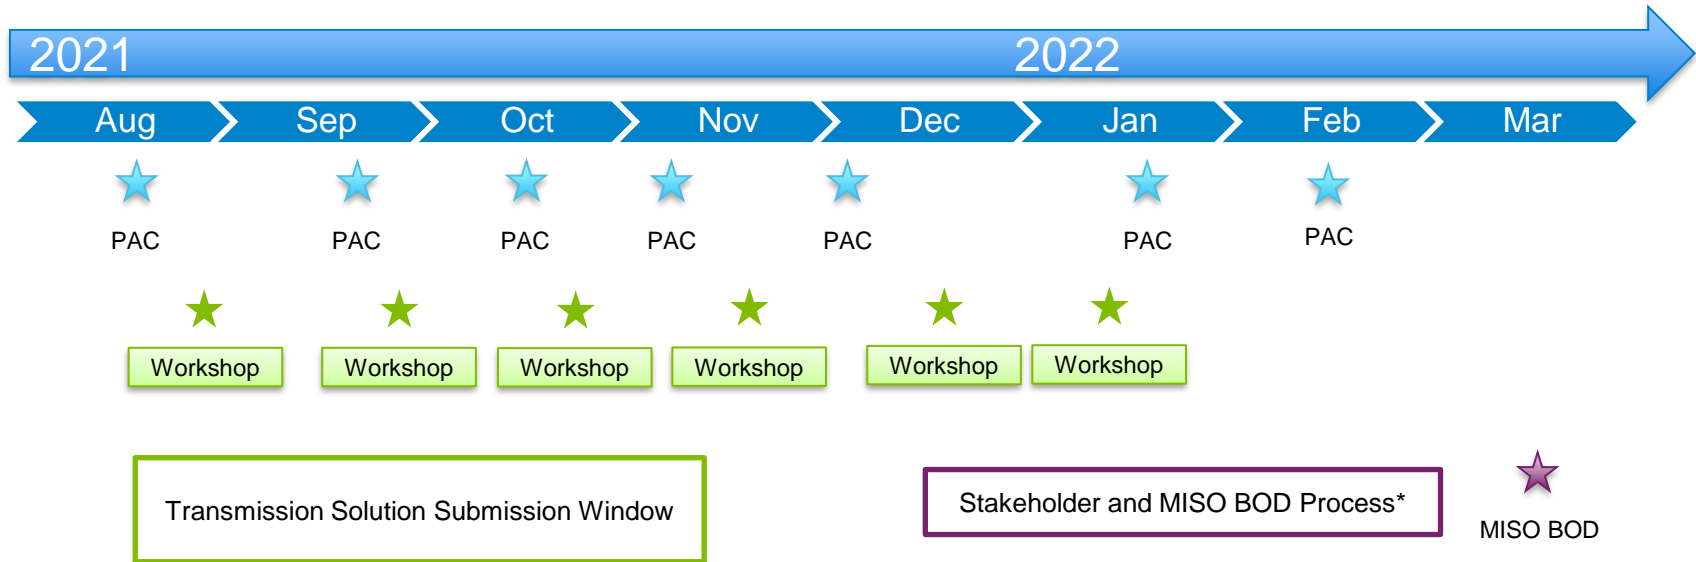 2021 2022
Aug Sep Oct Nov Dec Jan Feb Mar
PAC PAC PAC PAC PAC PAC PAC
Workshop Workshop Workshop Workshop Workshop Workshop
Transmission Solution Submission Window
Stakeholder and MISO BOD Process*
MISO BOD